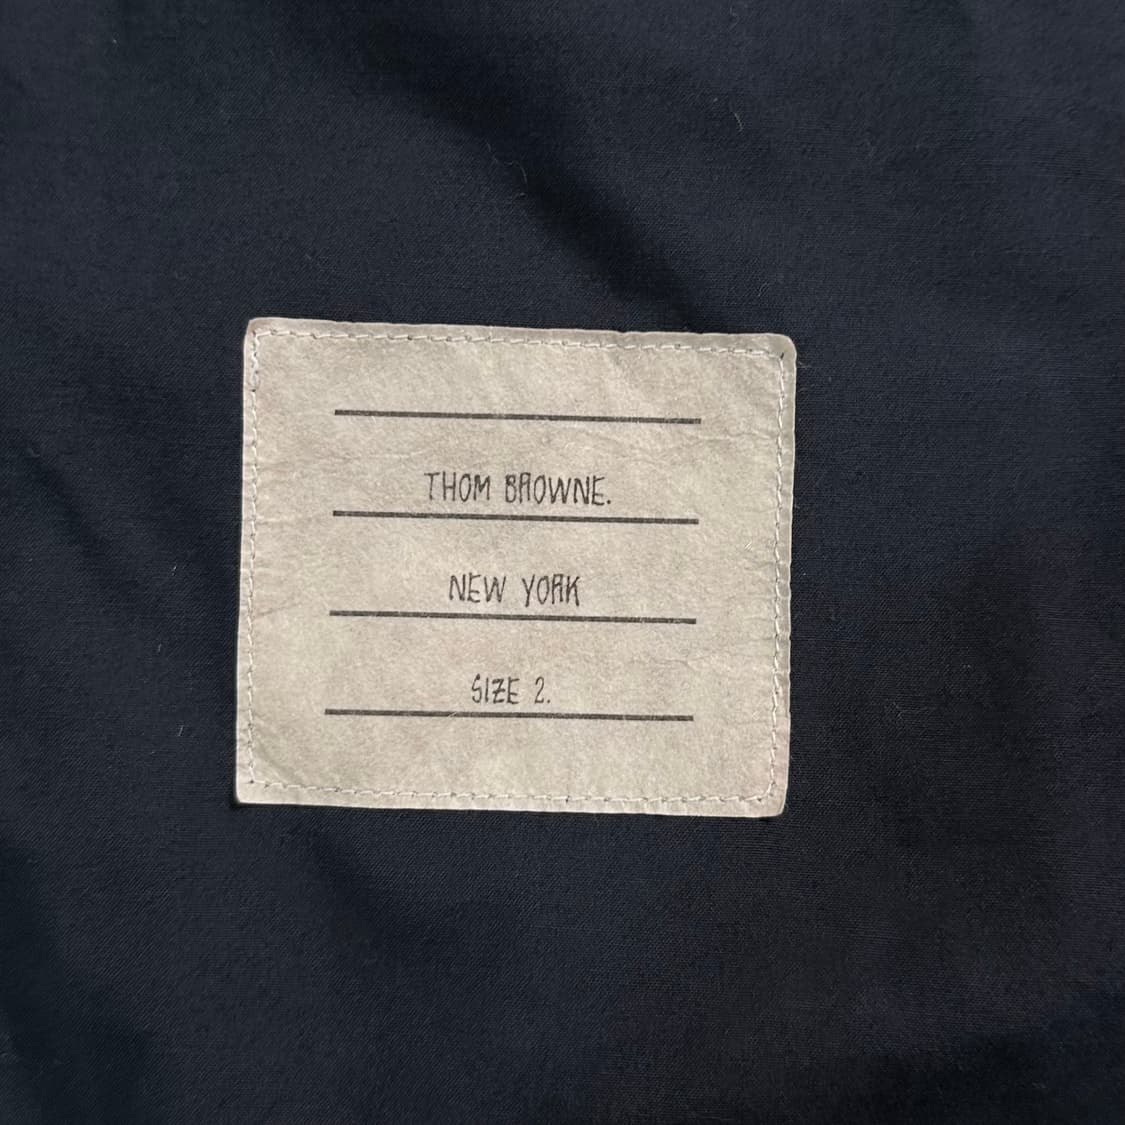 THOM BROWNE.
NEW YORK
SIZE 2.